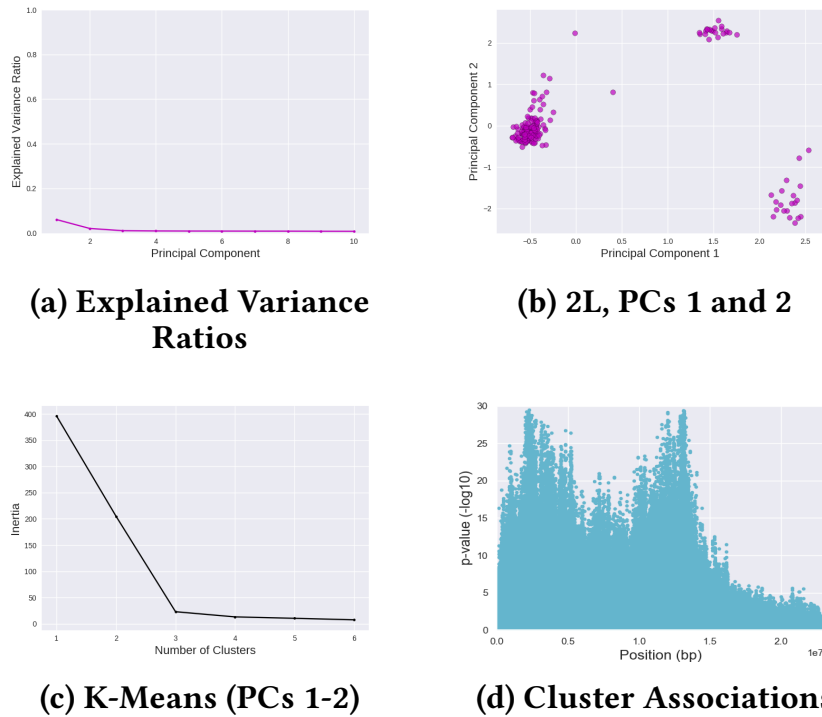 1.0
0.8
0.6
0.4
0.2
0.0
Explained Variance Ratio
2 4 6 8 10
Principal Component
2
1
0
−1
−2
Principal Component 2
−0.5 0.0 0.5 1.0 1.5 2.0 2.5
Principal Component 1
(a) Explained Variance
Ratios
(b) 2L, PCs 1 and 2
400
350
300
250
200
150
100
50
0
Inertia
1 2 3 4 5 6
Number of Clusters
30
25
20
15
10
5
0
p-value (-log10)
0.0 0.5 1.0 1.5 2.0
Position (bp)
1e7
(c) K-Means (PCs 1-2)
(d) Cluster Associations